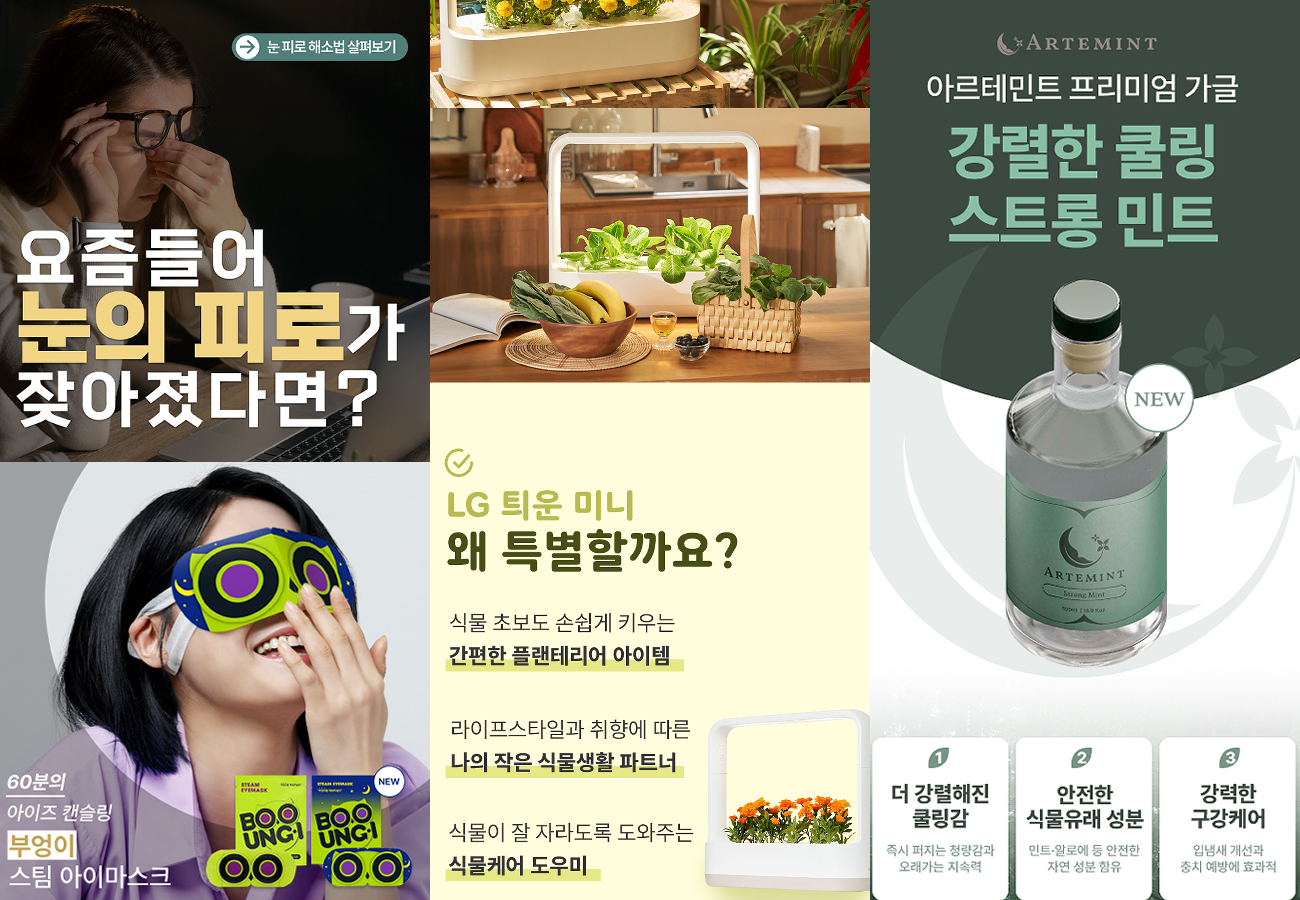 눈 피로 해소법 살펴보기
요즘들어
눈의 피로가
잦아졌다면?
60분의
아이즈 캔슬링
부엉이
스팀 아이마스크
STEAM
EYEMASK
BOO
UNG-I
STEAM
EYEMASK
BOO
UNG-I
NEW
LG 틔운 미니
왜 특별할까요?
식물 초보도 손쉽게 키우는
간편한 플랜테리어 아이템
라이프스타일과 취향에 따른
나의 작은 식물생활 파트너
식물이 잘 자라도록 도와주는
식물케어 도우미
ARTEMINT
아르테민트 프리미엄 가글
강렬한 쿨링
스트롱 민트
NEW
ARTEMINT
Strong Mint
1
더 강렬해진
쿨링감
즉시 퍼지는 청량감과
오래가는 지속력
2
안전한
식물유래 성분
민트·알로에 등 안전한
자연 성분 함유
3
강력한
구강케어
입냄새 개선과
충치 예방에 효과적